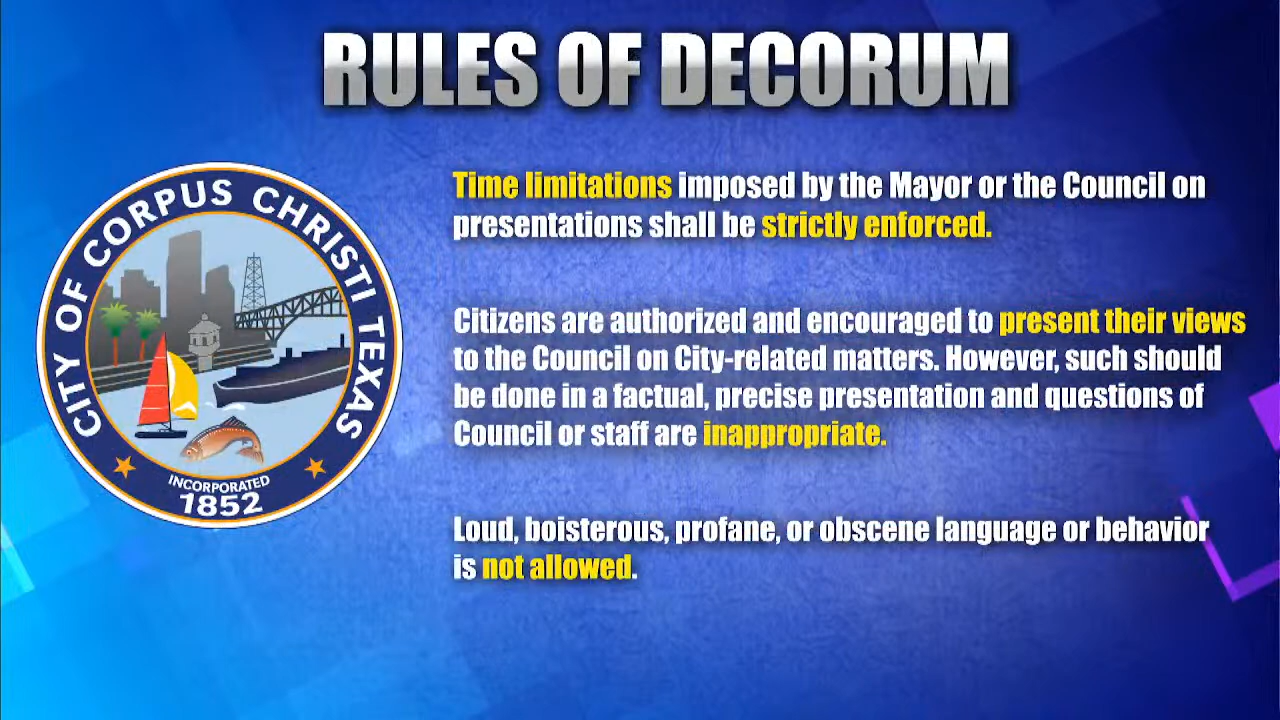 RULES OF DECORUM
CITY OF CORPUS CHRISTI TEXAS
INCORPORATED
1852
Time limitations imposed by the Mayor or the Council on
presentations shall be strictly enforced.
Citizens are authorized and encouraged to present their views
to the Council on City-related matters. However, such should
be done in a factual, precise presentation and questions of
Council or staff are inappropriate.
Loud, boisterous, profane, or obscene language or behavior
is not allowed.